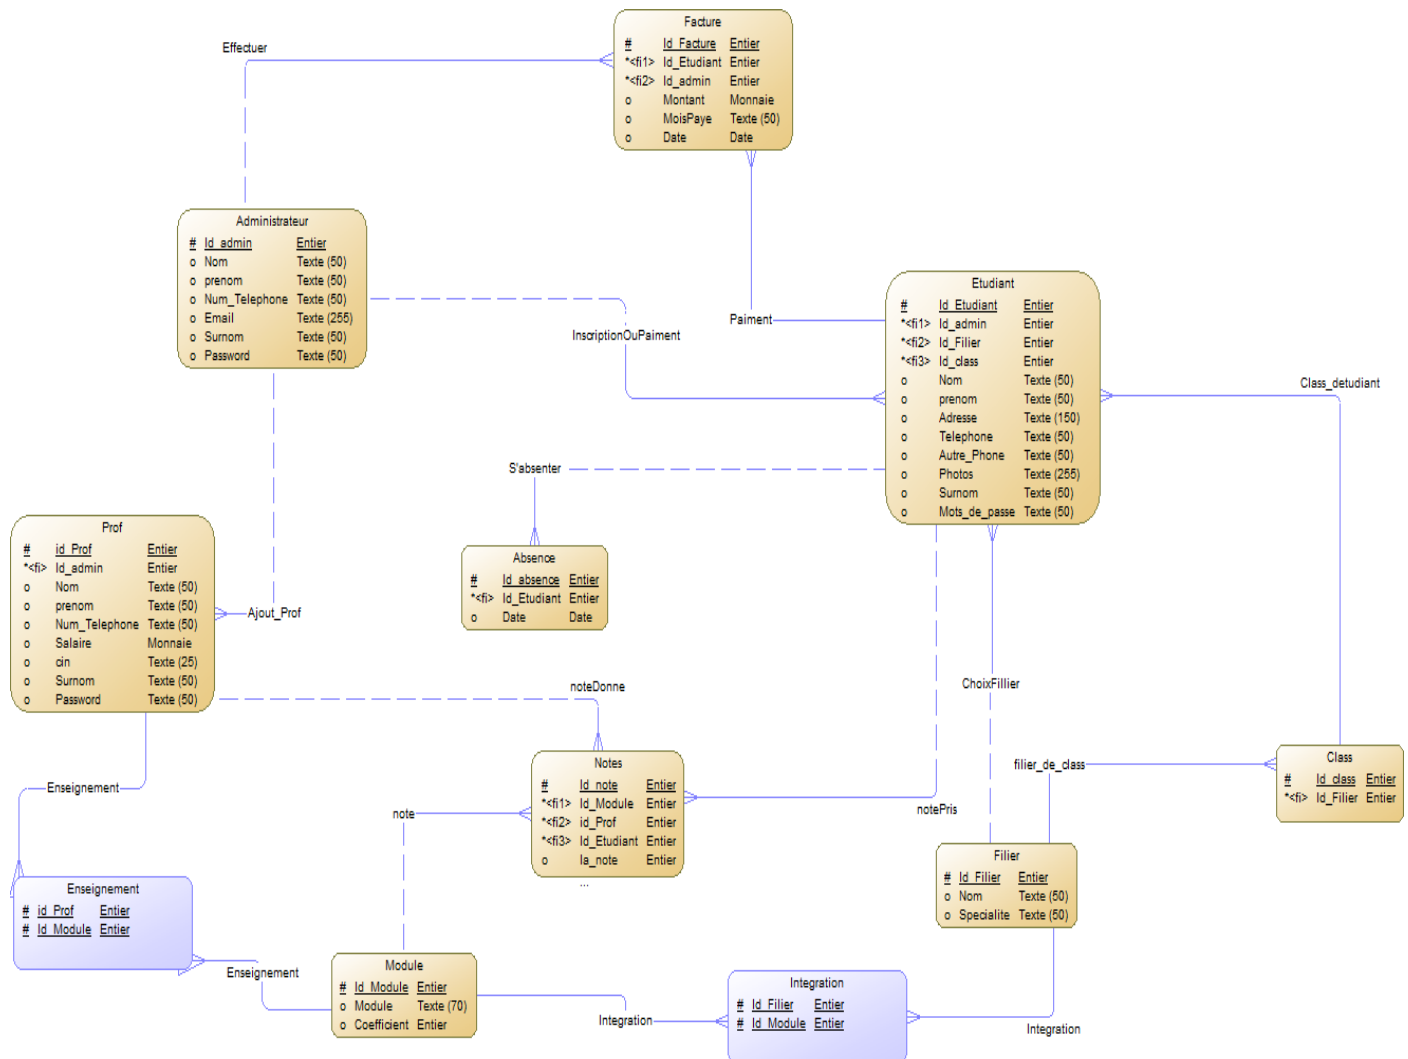 Facture
# Id_Facture Entier
*<fi1> Id_Etudiant Entier
*<fi2> Id_admin Entier
o Montant Monnaie
o MoisPaye Texte (50)
o Date Date
Effectuer
Administrateur
# Id_admin Entier
o Nom Texte (50)
o prenom Texte (50)
o Num_Telephone Texte (50)
o Email Texte (255)
o Surnom Texte (50)
o Password Texte (50)
InscriptionOuPaiment
Paiment
Etudiant
# Id_Etudiant Entier
*<fi1> Id_admin Entier
*<fi2> Id_Filier Entier
*<fi3> Id_class Entier
o Nom Texte (50)
o prenom Texte (50)
o Adresse Texte (150)
o Telephone Texte (50)
o Autre_Phone Texte (50)
o Photos Texte (255)
o Surnom Texte (50)
o Mots_de_passe Texte (50)
Class_detudiant
S'absenter
Absence
# Id_absence Entier
*<fi> Id_Etudiant Entier
o Date Date
Prof
# id_Prof Entier
*<fi> Id_admin Entier
o Nom Texte (50)
o prenom Texte (50)
o Num_Telephone Texte (50)
o Salaire Monnaie
o cin Texte (25)
o Surnom Texte (50)
o Password Texte (50)
Ajout_Prof
noteDonne
ChoixFillier
Enseignement
Notes
# Id_note Entier
*<fi1> Id_Module Entier
*<fi2> id_Prof Entier
*<fi3> Id_Etudiant Entier
o la_note Entier
...
note
notePris
filier_de_class
Class
# Id_class Entier
*<fi> Id_Filier Entier
Filier
# Id_Filier Entier
o Nom Texte (50)
o Specialite Texte (50)
Enseignement
# id_Prof Entier
# Id_Module Entier
Enseignement
Module
# Id_Module Entier
o Module Texte (70)
o Coefficient Entier
Integration
Integration
# Id_Filier Entier
# Id_Module Entier
Integration